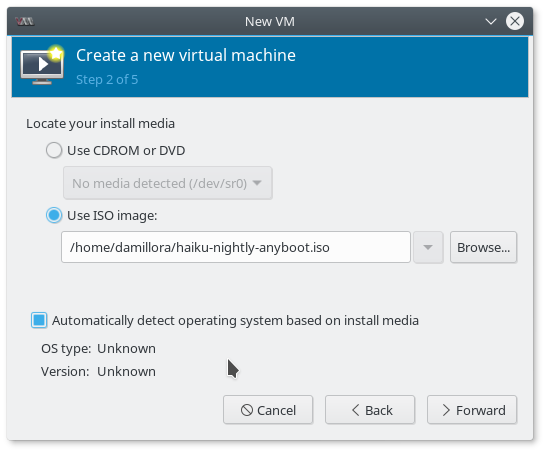 New VM
Create a new virtual machine
Step 2 of 5
Locate your install media
Use CDROM or DVD
No media detected (/dev/sr0)
Use ISO image:
/home/damillora/haiku-nightly-anyboot.iso
Browse...
Automatically detect operating system based on install media
OS type: Unknown
Version: Unknown
Cancel
Back
Forward